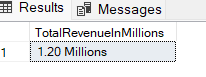 Results Messages
TotalRevenueInMillions
1 1.20 Millions